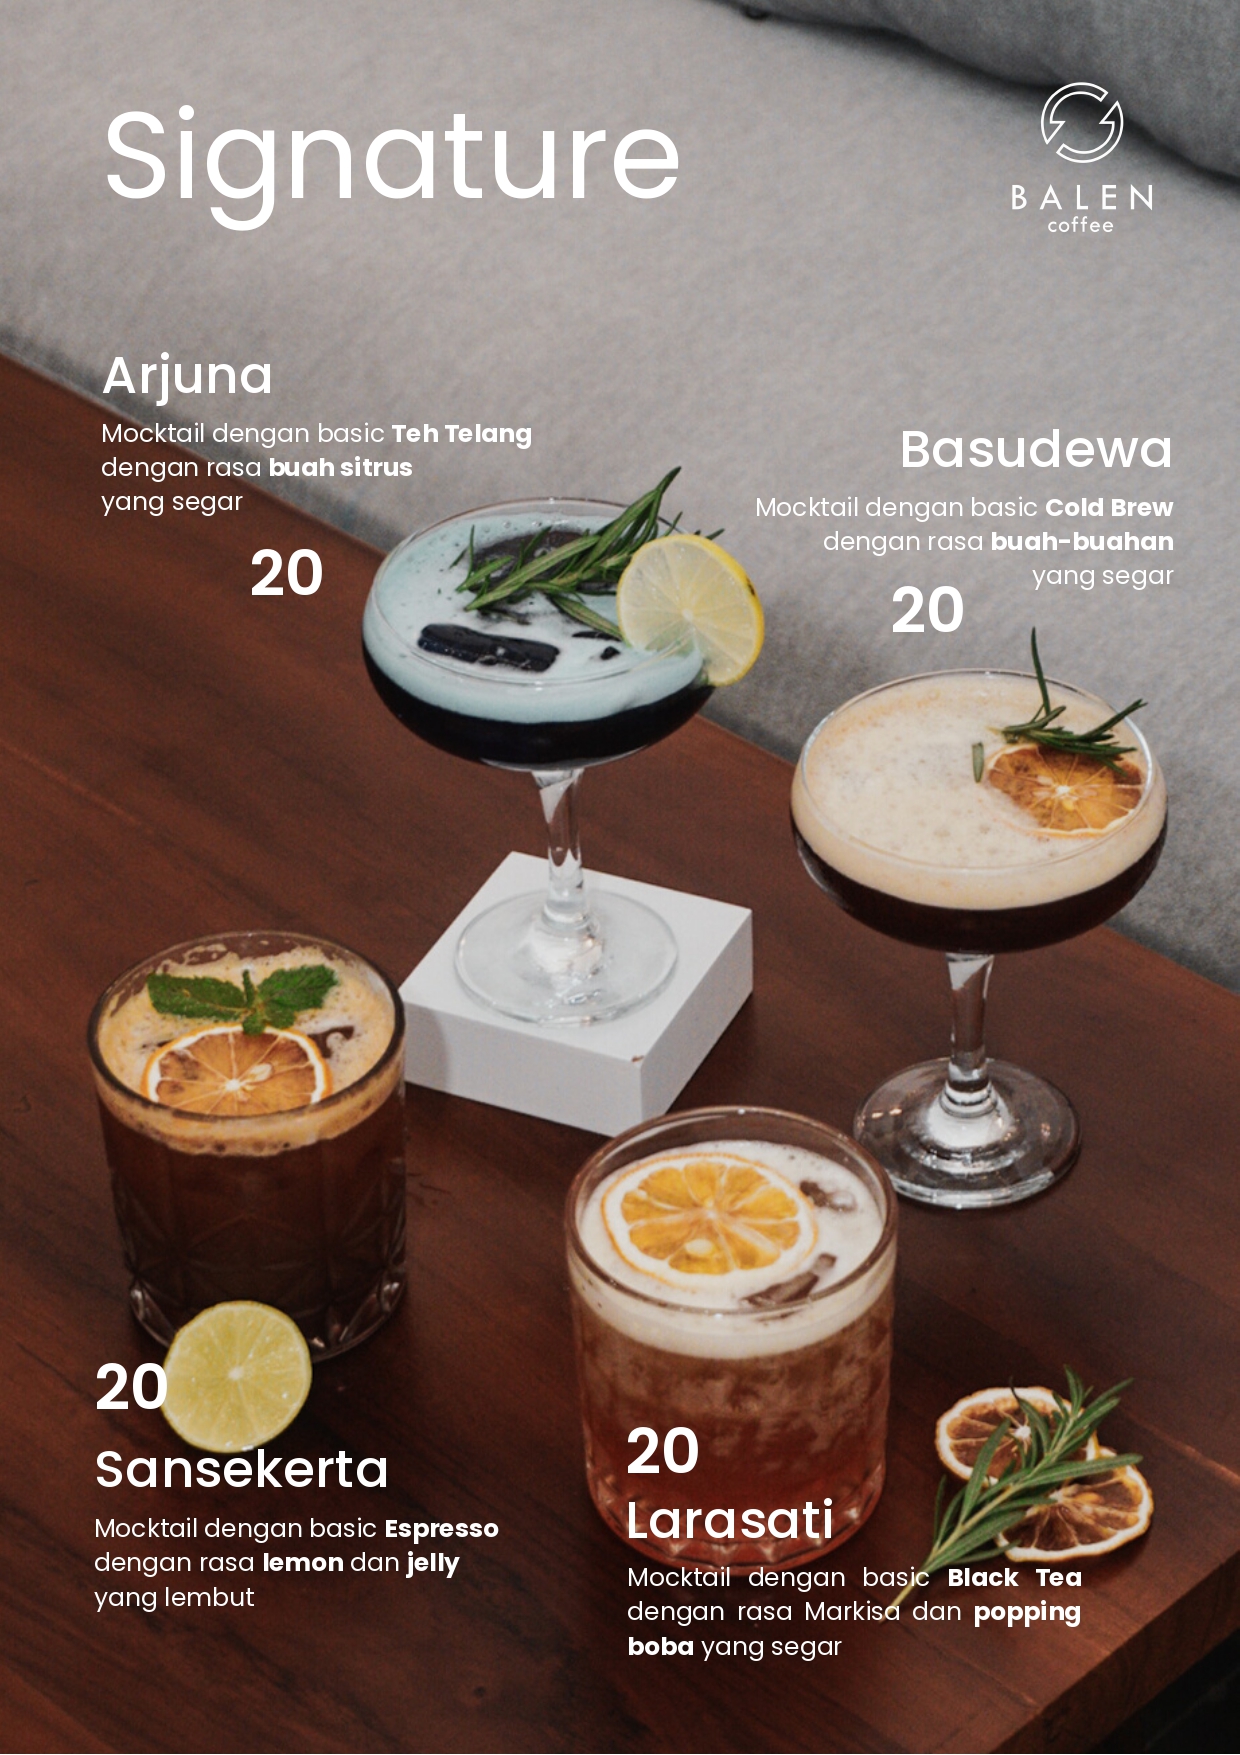 Signature
BALEN
coffee
Arjuna
Mocktail dengan basic Teh Telang
dengan rasa buah sitrus
yang segar
20
Basudewa
Mocktail dengan basic Cold Brew
dengan rasa buah-buahan
yang segar
20
20
Sansekerta
Mocktail dengan basic Espresso
dengan rasa lemon dan jelly
yang lembut
20
Larasati
Mocktail dengan basic Black Tea
dengan rasa Markisa dan popping
boba yang segar